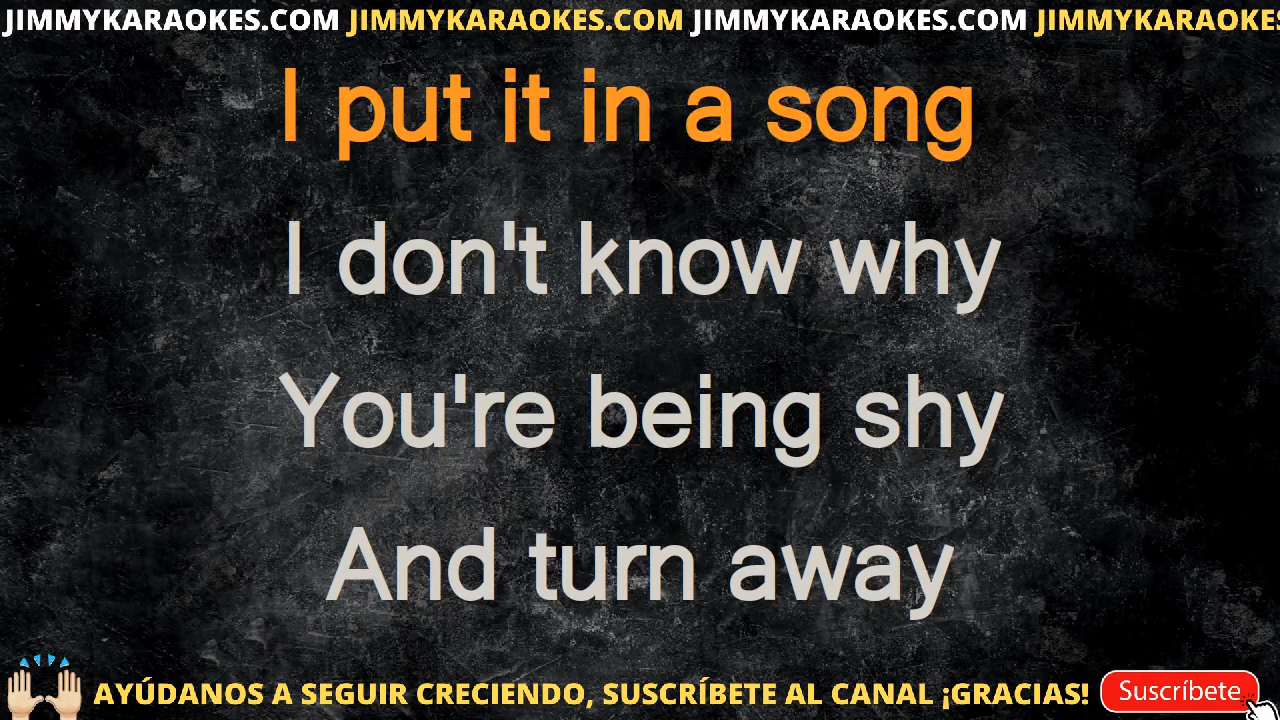 JIMMYKARAOKES.COM JIMMYKARAOKES.COM JIMMYKARAOKES.COM JIMMYKARAOKES
I put it in a song
I don't know why
You're being shy
And turn away
AYÚDANOS A SEGUIR CRECIENDO, SUSCRÍBETE AL CANAL ¡GRACIAS! Suscríbete